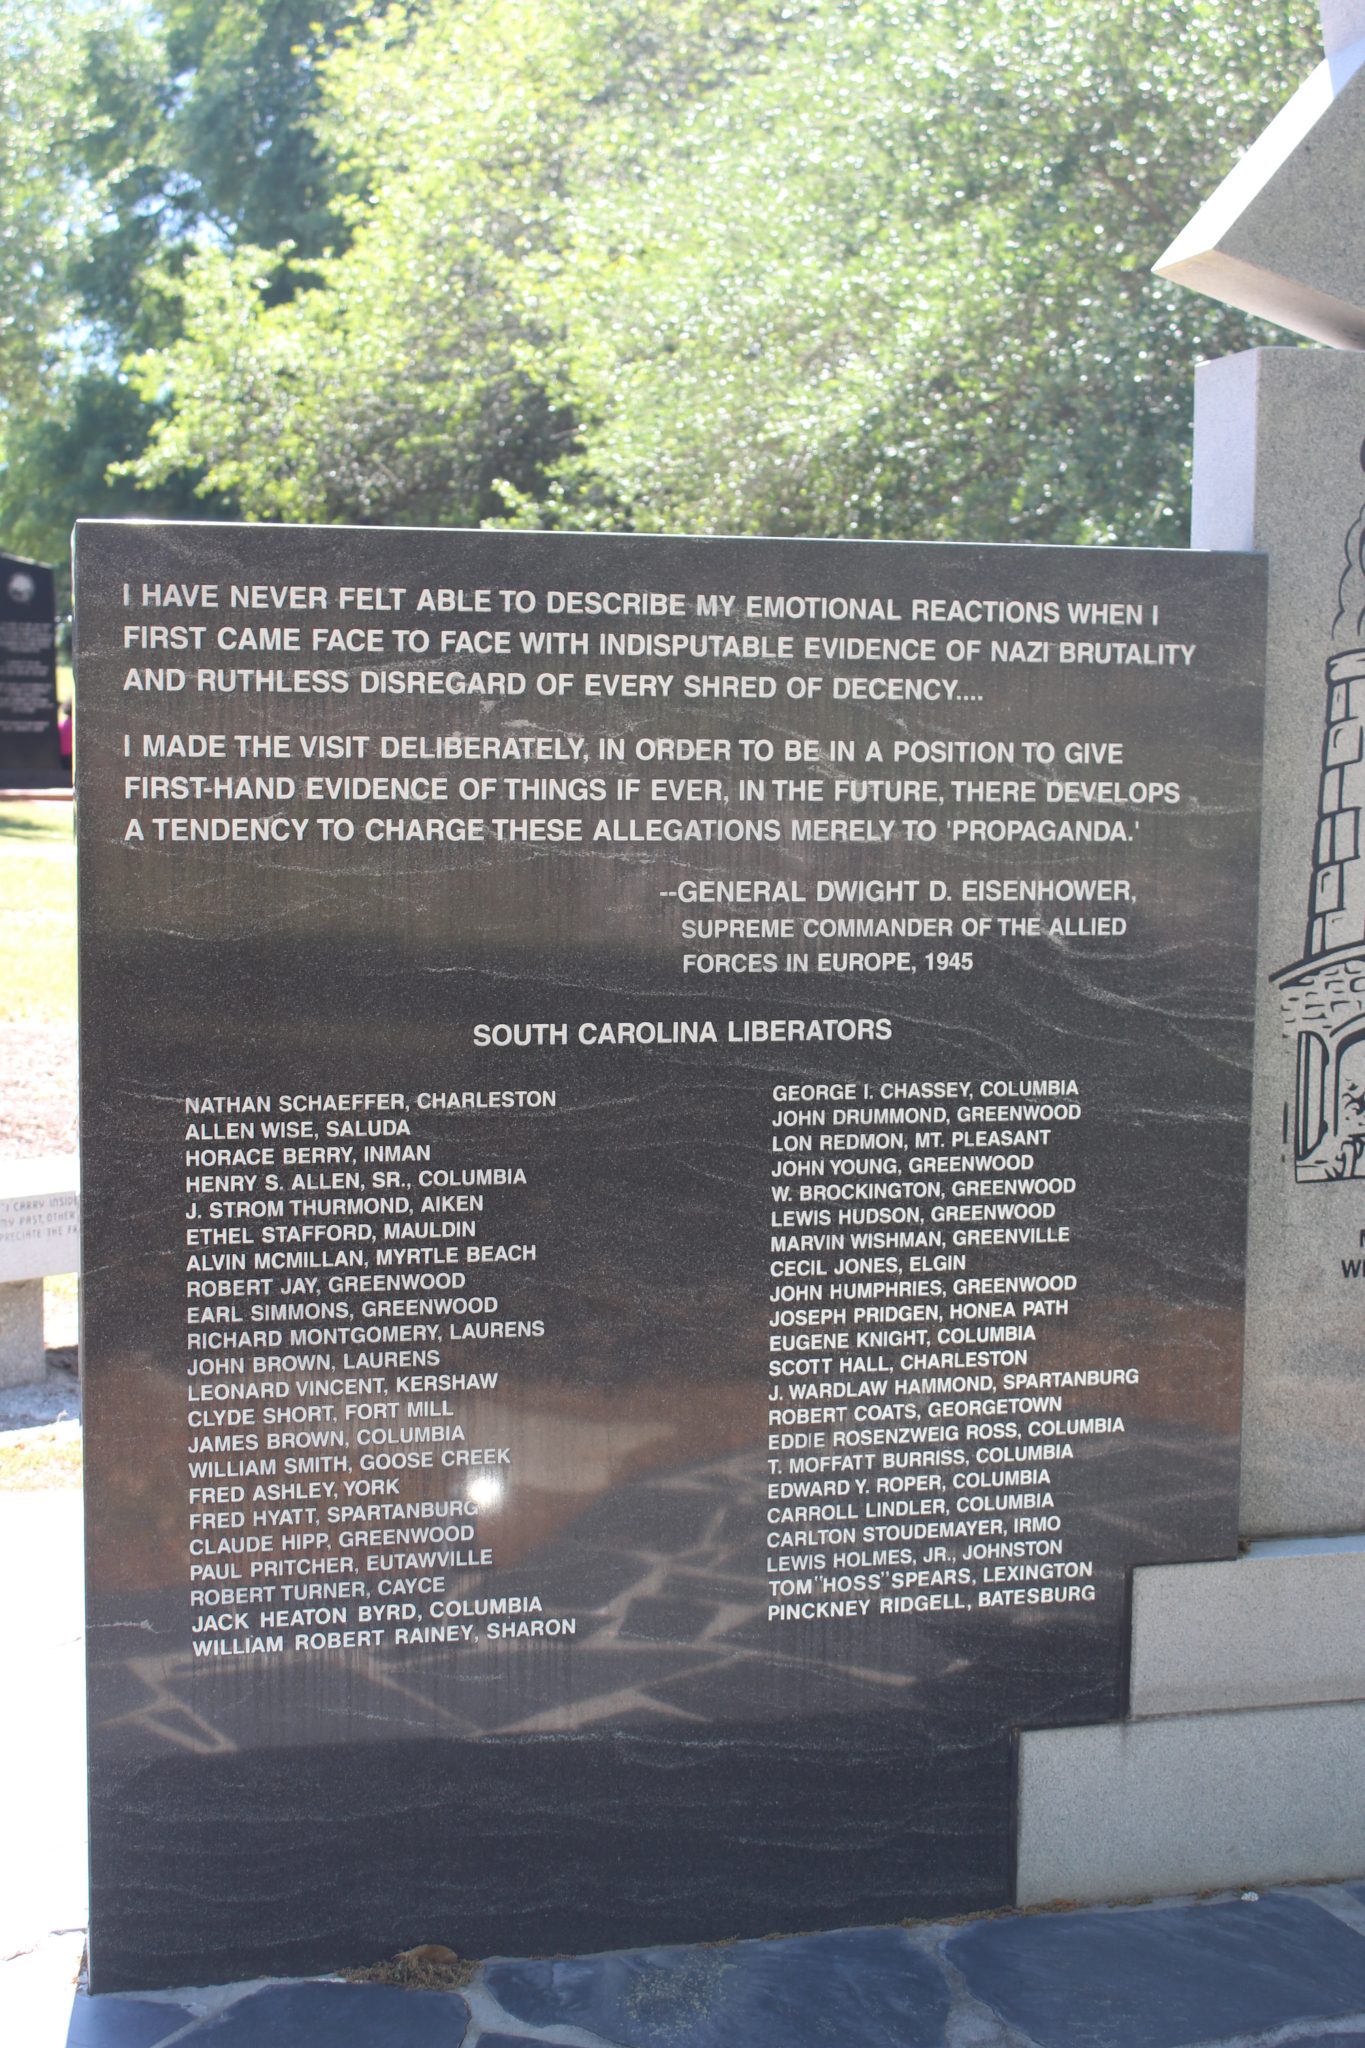 I HAVE NEVER FELT ABLE TO DESCRIBE MY EMOTIONAL REACTIONS WHEN I
FIRST CAME FACE TO FACE WITH INDISPUTABLE EVIDENCE OF NAZI BRUTALITY
AND RUTHLESS DISREGARD OF EVERY SHRED OF DECENCY....
I MADE THE VISIT DELIBERATELY, IN ORDER TO BE IN A POSITION TO GIVE
FIRST-HAND EVIDENCE OF THINGS IF EVER, IN THE FUTURE, THERE DEVELOPS
A TENDENCY TO CHARGE THESE ALLEGATIONS MERELY TO 'PROPAGANDA.'
--GENERAL DWIGHT D. EISENHOWER,
SUPREME COMMANDER OF THE ALLIED
FORCES IN EUROPE, 1945
SOUTH CAROLINA LIBERATORS
NATHAN SCHAEFFER, CHARLESTON
ALLEN WISE, SALUDA
HORACE BERRY, INMAN
HENRY S. ALLEN, SR., COLUMBIA
J. STROM THURMOND, AIKEN
ETHEL STAFFORD, MAULDIN
ALVIN MCMILLAN, MYRTLE BEACH
ROBERT JAY, GREENWOOD
EARL SIMMONS, GREENWOOD
RICHARD MONTGOMERY, LAURENS
JOHN BROWN, LAURENS
LEONARD VINCENT, KERSHAW
CLYDE SHORT, FORT MILL
JAMES BROWN, COLUMBIA
WILLIAM SMITH, GOOSE CREEK
FRED ASHLEY, YORK
FRED HYATT, SPARTANBURG
CLAUDE HIPP, GREENWOOD
PAUL PRITCHER, EUTAWVILLE
ROBERT TURNER, CAYCE
JACK HEATON BYRD, COLUMBIA
WILLIAM ROBERT RAINEY, SHARON
GEORGE I. CHASSEY, COLUMBIA
JOHN DRUMMOND, GREENWOOD
LON REDMON, MT. PLEASANT
JOHN YOUNG, GREENWOOD
W. BROCKINGTON, GREENWOOD
LEWIS HUDSON, GREENWOOD
MARVIN WISHMAN, GREENVILLE
CECIL JONES, ELGIN
JOHN HUMPHRIES, GREENWOOD
JOSEPH PRIDGEN, HONEA PATH
EUGENE KNIGHT, COLUMBIA
SCOTT HALL, CHARLESTON
J. WARDLAW HAMMOND, SPARTANBURG
ROBERT COATS, GEORGETOWN
EDDIE ROSENZWEIG ROSS, COLUMBIA
T. MOFFATT BURRISS, COLUMBIA
EDWARD Y. ROPER, COLUMBIA
CARROLL LINDLER, COLUMBIA
CARLTON STOUDEMAYER, IRMO
LEWIS HOLMES, JR., JOHNSTON
TOM "HOSS" SPEARS, LEXINGTON
PINCKNEY RIDGELL, BATESBURG
"I CARRY INSIDE
MY PAST, OTHER